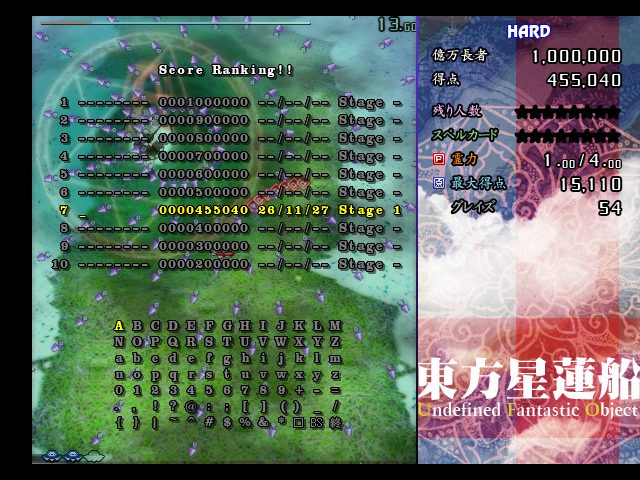 13.60
Score Ranking!!
1 -------- 0001000000 --/--/-- Stage -
2 -------- 0000900000 --/--/-- Stage -
3 -------- 0000800000 --/--/-- Stage -
4 -------- 0000700000 --/--/-- Stage -
5 -------- 0000600000 --/--/-- Stage -
6 -------- 0000500000 --/--/-- Stage -
7 _ 0000455040 26/11/27 Stage 1
8 -------- 0000400000 --/--/-- Stage -
9 -------- 0000300000 --/--/-- Stage -
10 -------- 0000200000 --/--/-- Stage -
A B C D E F G H I J K L M
N O P Q R S T U V W X Y Z
a b c d e f g h i j k l m
n o p q r s t u v w x y z
0 1 2 3 4 5 6 7 8 9 + - =
. , ! ? @ : ; [ ] ( ) _ /
{ } | ~ ^ # $ % & * □ BS 終
HARD
億万長者 1,000,000
得点 455,040
残り人数 ★★★★★★★★
スペルカード ★★★★★★★★
P 霊力 1.00/4.00
点 最大得点 15,110
グレイズ 54
東方星蓮船
Undefined Fantastic Object